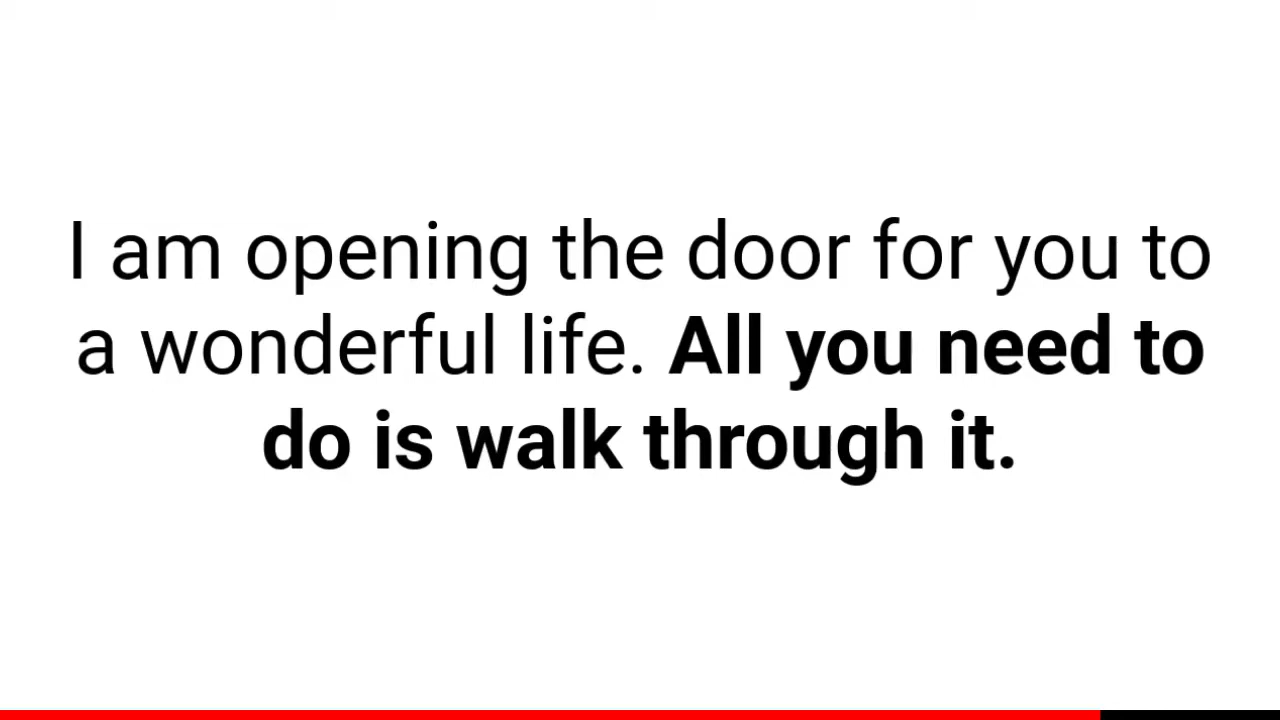 I am opening the door for you to
a wonderful life. All you need to
do is walk through it.